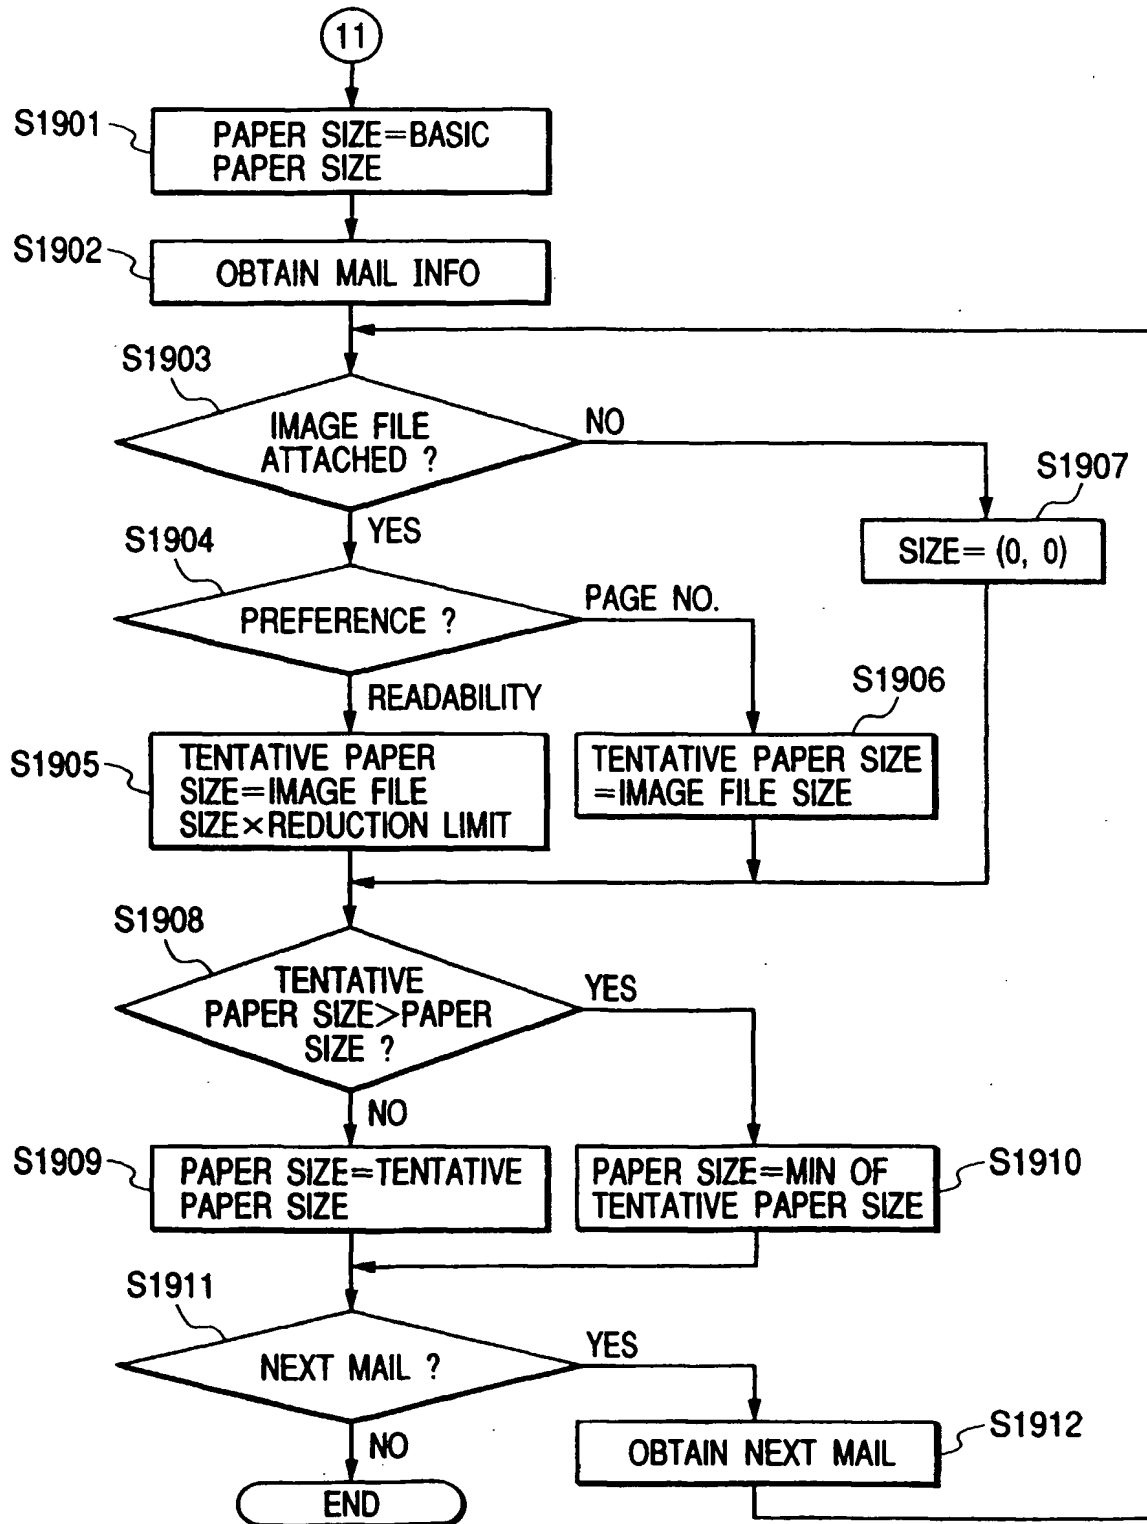 11
S1901
PAPER SIZE=BASIC
PAPER SIZE
S1902
OBTAIN MAIL INFO
S1903
IMAGE FILE
ATTACHED ?
NO
YES
S1907
SIZE= (0, 0)
S1904
PREFERENCE ?
PAGE NO.
READABILITY
S1906
TENTATIVE PAPER SIZE
=IMAGE FILE SIZE
S1905
TENTATIVE PAPER
SIZE=IMAGE FILE
SIZE×REDUCTION LIMIT
S1908
TENTATIVE
PAPER SIZE>PAPER
SIZE ?
YES
NO
S1909
PAPER SIZE=TENTATIVE
PAPER SIZE
PAPER SIZE=MIN OF
TENTATIVE PAPER SIZE
S1910
S1911
NEXT MAIL ?
YES
NO
OBTAIN NEXT MAIL
S1912
END